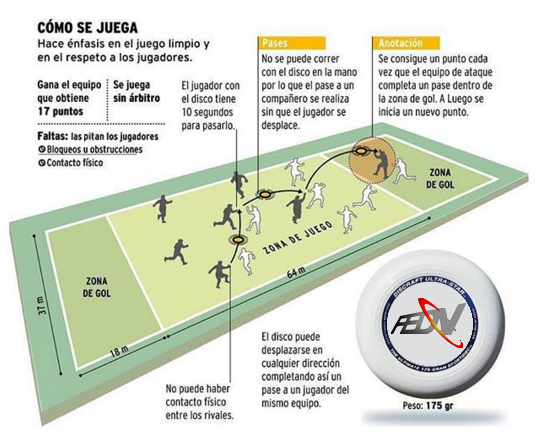 CÓMO SE JUEGA
Hace énfasis en el juego limpio y
en el respeto a los jugadores.
Gana el equipo
que obtiene
17 puntos
Se juega
sin árbitro
Faltas: las pitan los jugadores
Bloqueos u obstrucciones
Contacto físico
El jugador con
el disco tiene
10 segundos
para pasarlo.
Pases
No se puede correr
con el disco en la mano
por lo que el pase a un
compañero se realiza
sin que el jugador se
desplace.
Anotación
Se consigue un punto cada
vez que el equipo de ataque
completa un pase dentro de
la zona de gol. A Luego se
inicia un nuevo punto.
ZONA
DE GOL
ZONA DE JUEGO
ZONA
DE GOL
37 m
18 m
64 m
No puede haber
contacto físico
entre los rivales.
El disco puede
desplazarse en
cualquier dirección
completando así un
pase a un jugador del
mismo equipo.
DISCRAFT ULTRA-STAR
FEDV
Peso: 175 gr